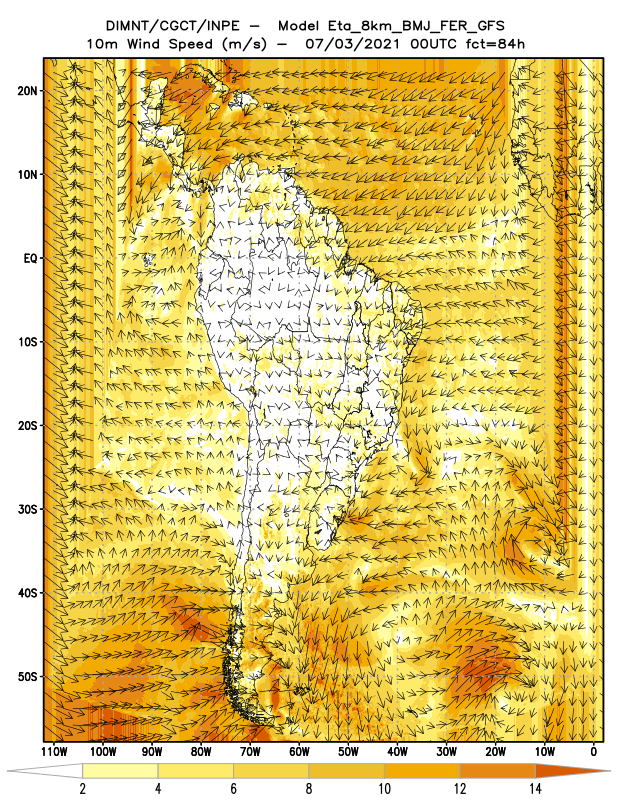 DIMNT/CGCT/INPE – Model Eta_8km_BMJ_FER_GFS
10m Wind Speed (m/s) – 07/03/2021 00UTC fct=84h
20N
10N
EQ
10S
20S
30S
40S
50S
110W 100W 90W 80W 70W 60W 50W 40W 30W 20W 10W 0
2 4 6 8 10 12 14